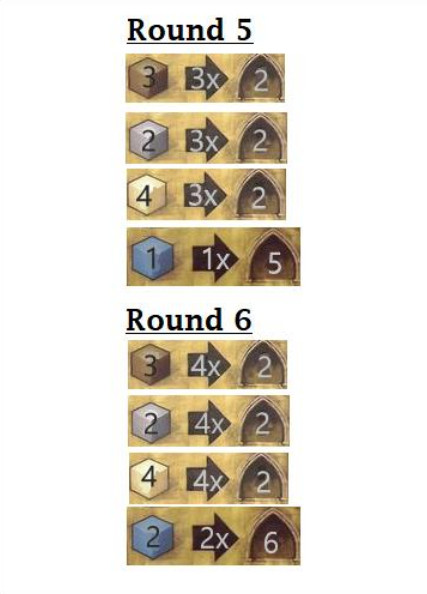 Round 5
3 3x 2
2 3x 2
4 3x 2
1 1x 5
Round 6
3 4x 2
2 4x 2
4 4x 2
2 2x 6